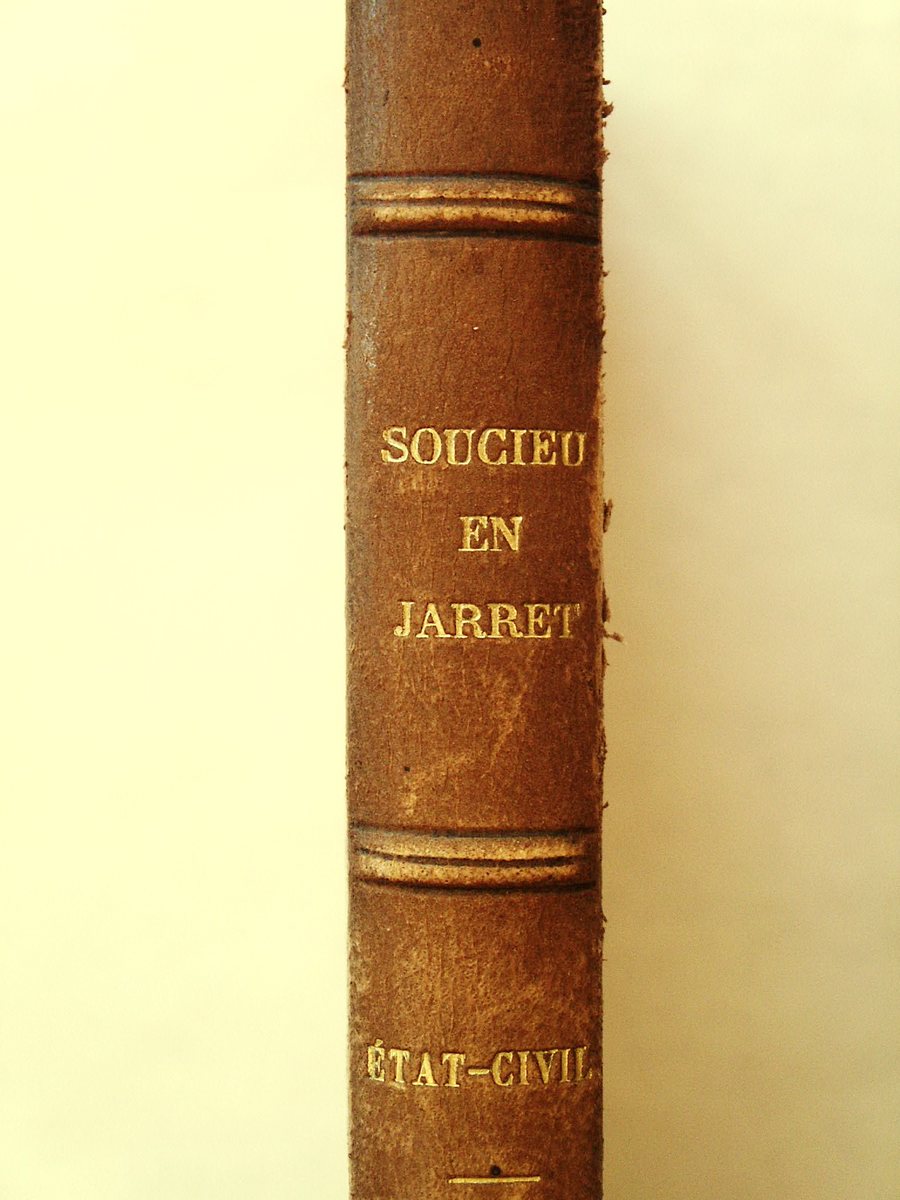 SOUCIEU
EN
JARRET
ÉTAT-CIVIL